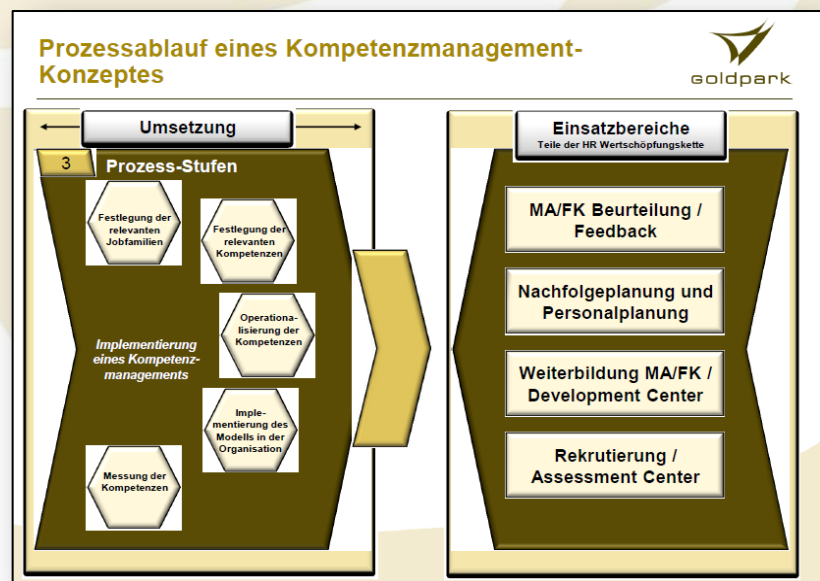 Prozessablauf eines Kompetenzmanagement-
Konzeptes
Goldpark
Umsetzung
3
Prozess-Stufen
Festlegung der
relevanten
Jobfamilien
Festlegung der
relevanten
Kompetenzen
Operationa-
lisierung der
Kompetenzen
Implementierung
eines Kompetenz-
managements
Imple-
mentierung des
Modells in der
Organisation
Messung der
Kompetenzen
Einsatzbereiche
Teile der HR Wertschöpfungskette
MA/FK Beurteilung /
Feedback
Nachfolgeplanung und
Personalplanung
Weiterbildung MA/FK /
Development Center
Rekrutierung /
Assessment Center